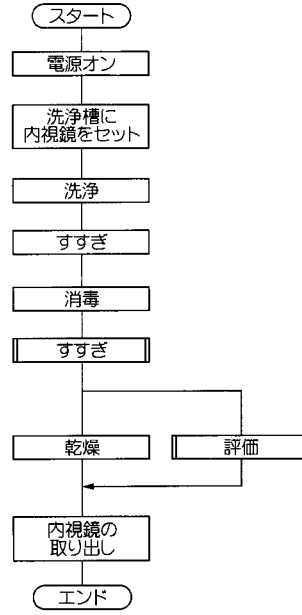 スタート
電源オン
洗浄槽に
内視鏡をセット
洗浄
すすぎ
消毒
すすぎ
乾燥
評価
内視鏡の
取り出し
エンド